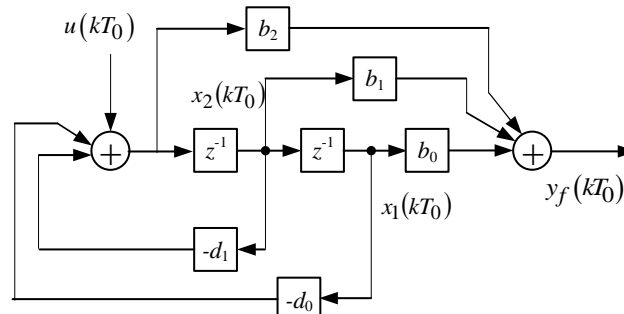 u(kT₀)
b₂
x₂(kT₀)
b₁
+
z⁻¹
z⁻¹
b₀
+
x₁(kT₀)
y_f(kT₀)
-d₁
-d₀